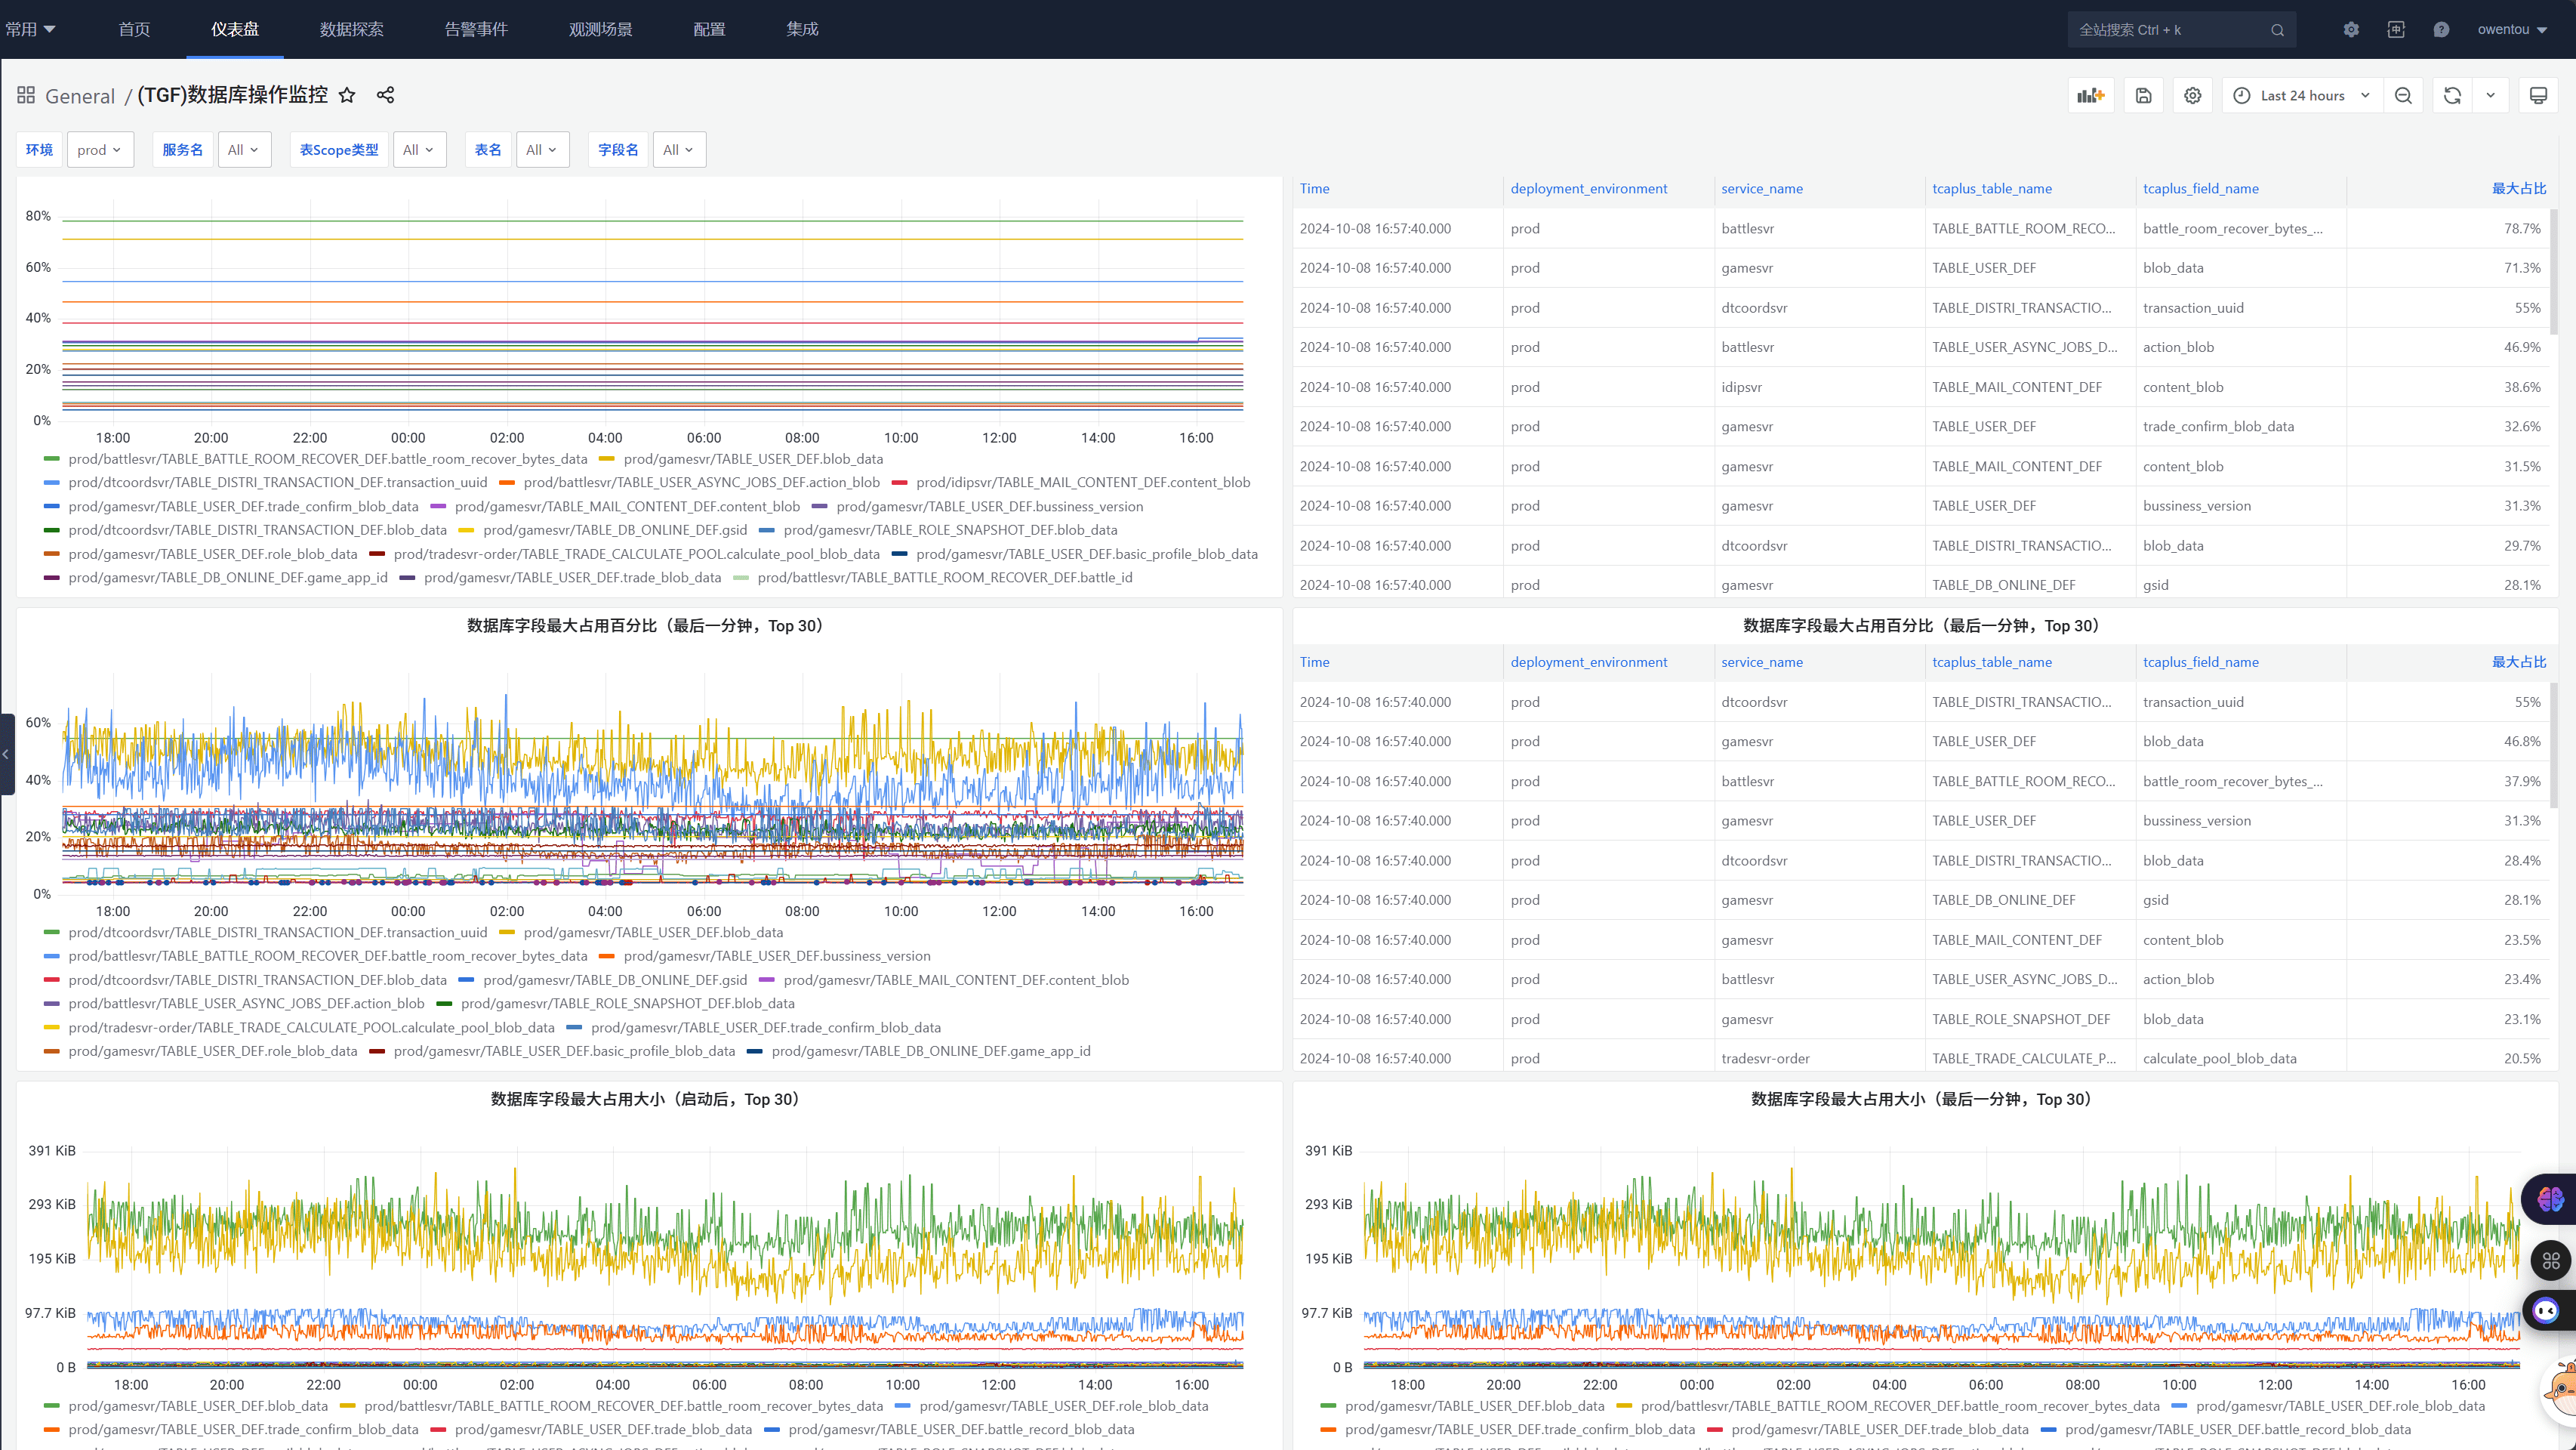 常用 首页 仪表盘 数据探索 告警事件 观测场景 配置 集成 全站搜索 Ctrl + k owentou
General / (TGF)数据库操作监控 Last 24 hours
环境 prod 服务名 All 表Scope类型 All 表名 All 字段名 All
80%
60%
40%
20%
0%
18:00 20:00 22:00 00:00 02:00 04:00 06:00 08:00 10:00 12:00 14:00 16:00
prod/battlesvr/TABLE_BATTLE_ROOM_RECOVER_DEF.battle_room_recover_bytes_data prod/gamesvr/TABLE_USER_DEF.blob_data
prod/dtcoordsvr/TABLE_DISTRI_TRANSACTION_DEF.transaction_uuid prod/battlesvr/TABLE_USER_ASYNC_JOBS_DEF.action_blob prod/idipsvr/TABLE_MAIL_CONTENT_DEF.content_blob
prod/gamesvr/TABLE_USER_DEF.trade_confirm_blob_data prod/gamesvr/TABLE_MAIL_CONTENT_DEF.content_blob prod/gamesvr/TABLE_USER_DEF.bussiness_version
prod/dtcoordsvr/TABLE_DISTRI_TRANSACTION_DEF.blob_data prod/gamesvr/TABLE_DB_ONLINE_DEF.gsid prod/gamesvr/TABLE_ROLE_SNAPSHOT_DEF.blob_data
prod/gamesvr/TABLE_USER_DEF.role_blob_data prod/tradesvr-order/TABLE_TRADE_CALCULATE_POOL.calculate_pool_blob_data prod/gamesvr/TABLE_USER_DEF.basic_profile_blob_data
prod/gamesvr/TABLE_DB_ONLINE_DEF.game_app_id prod/gamesvr/TABLE_USER_DEF.trade_blob_data prod/battlesvr/TABLE_BATTLE_ROOM_RECOVER_DEF.battle_id
Time deployment_environment service_name tcaplus_table_name tcaplus_field_name 最大占比
2024-10-08 16:57:40.000 prod battlesvr TABLE_BATTLE_ROOM_RECO... battle_room_recover_bytes_... 78.7%
2024-10-08 16:57:40.000 prod gamesvr TABLE_USER_DEF blob_data 71.3%
2024-10-08 16:57:40.000 prod dtcoordsvr TABLE_DISTRI_TRANSACTIO... transaction_uuid 55%
2024-10-08 16:57:40.000 prod battlesvr TABLE_USER_ASYNC_JOBS_D... action_blob 46.9%
2024-10-08 16:57:40.000 prod idipsvr TABLE_MAIL_CONTENT_DEF content_blob 38.6%
2024-10-08 16:57:40.000 prod gamesvr TABLE_USER_DEF trade_confirm_blob_data 32.6%
2024-10-08 16:57:40.000 prod gamesvr TABLE_MAIL_CONTENT_DEF content_blob 31.5%
2024-10-08 16:57:40.000 prod gamesvr TABLE_USER_DEF bussiness_version 31.3%
2024-10-08 16:57:40.000 prod dtcoordsvr TABLE_DISTRI_TRANSACTIO... blob_data 29.7%
2024-10-08 16:57:40.000 prod gamesvr TABLE_DB_ONLINE_DEF gsid 28.1%
数据库字段最大占用百分比（最后一分钟，Top 30）
60%
40%
20%
0%
18:00 20:00 22:00 00:00 02:00 04:00 06:00 08:00 10:00 12:00 14:00 16:00
prod/dtcoordsvr/TABLE_DISTRI_TRANSACTION_DEF.transaction_uuid prod/gamesvr/TABLE_USER_DEF.blob_data
prod/battlesvr/TABLE_BATTLE_ROOM_RECOVER_DEF.battle_room_recover_bytes_data prod/gamesvr/TABLE_USER_DEF.bussiness_version
prod/dtcoordsvr/TABLE_DISTRI_TRANSACTION_DEF.blob_data prod/gamesvr/TABLE_DB_ONLINE_DEF.gsid prod/gamesvr/TABLE_MAIL_CONTENT_DEF.content_blob
prod/battlesvr/TABLE_USER_ASYNC_JOBS_DEF.action_blob prod/gamesvr/TABLE_ROLE_SNAPSHOT_DEF.blob_data
prod/tradesvr-order/TABLE_TRADE_CALCULATE_POOL.calculate_pool_blob_data prod/gamesvr/TABLE_USER_DEF.trade_confirm_blob_data
prod/gamesvr/TABLE_USER_DEF.role_blob_data prod/gamesvr/TABLE_USER_DEF.basic_profile_blob_data prod/gamesvr/TABLE_DB_ONLINE_DEF.game_app_id
数据库字段最大占用百分比（最后一分钟，Top 30）
Time deployment_environment service_name tcaplus_table_name tcaplus_field_name 最大占比
2024-10-08 16:57:40.000 prod dtcoordsvr TABLE_DISTRI_TRANSACTIO... transaction_uuid 55%
2024-10-08 16:57:40.000 prod gamesvr TABLE_USER_DEF blob_data 46.8%
2024-10-08 16:57:40.000 prod battlesvr TABLE_BATTLE_ROOM_RECO... battle_room_recover_bytes_... 37.9%
2024-10-08 16:57:40.000 prod gamesvr TABLE_USER_DEF bussiness_version 31.3%
2024-10-08 16:57:40.000 prod dtcoordsvr TABLE_DISTRI_TRANSACTIO... blob_data 28.4%
2024-10-08 16:57:40.000 prod gamesvr TABLE_DB_ONLINE_DEF gsid 28.1%
2024-10-08 16:57:40.000 prod gamesvr TABLE_MAIL_CONTENT_DEF content_blob 23.5%
2024-10-08 16:57:40.000 prod battlesvr TABLE_USER_ASYNC_JOBS_D... action_blob 23.4%
2024-10-08 16:57:40.000 prod gamesvr TABLE_ROLE_SNAPSHOT_DEF blob_data 23.1%
2024-10-08 16:57:40.000 prod tradesvr-order TABLE_TRADE_CALCULATE_P... calculate_pool_blob_data 20.5%
数据库字段最大占用大小（启动后，Top 30）
391 KiB
293 KiB
195 KiB
97.7 KiB
0 B
18:00 20:00 22:00 00:00 02:00 04:00 06:00 08:00 10:00 12:00 14:00 16:00
prod/gamesvr/TABLE_USER_DEF.blob_data prod/battlesvr/TABLE_BATTLE_ROOM_RECOVER_DEF.battle_room_recover_bytes_data prod/gamesvr/TABLE_USER_DEF.role_blob_data
prod/gamesvr/TABLE_USER_DEF.trade_confirm_blob_data prod/gamesvr/TABLE_USER_DEF.trade_blob_data prod/gamesvr/TABLE_USER_DEF.battle_record_blob_data
数据库字段最大占用大小（最后一分钟，Top 30）
391 KiB
293 KiB
195 KiB
97.7 KiB
0 B
18:00 20:00 22:00 00:00 02:00 04:00 06:00 08:00 10:00 12:00 14:00 16:00
prod/gamesvr/TABLE_USER_DEF.blob_data prod/battlesvr/TABLE_BATTLE_ROOM_RECOVER_DEF.battle_room_recover_bytes_data prod/gamesvr/TABLE_USER_DEF.role_blob_data
prod/gamesvr/TABLE_USER_DEF.trade_confirm_blob_data prod/gamesvr/TABLE_USER_DEF.trade_blob_data prod/gamesvr/TABLE_USER_DEF.battle_record_blob_data